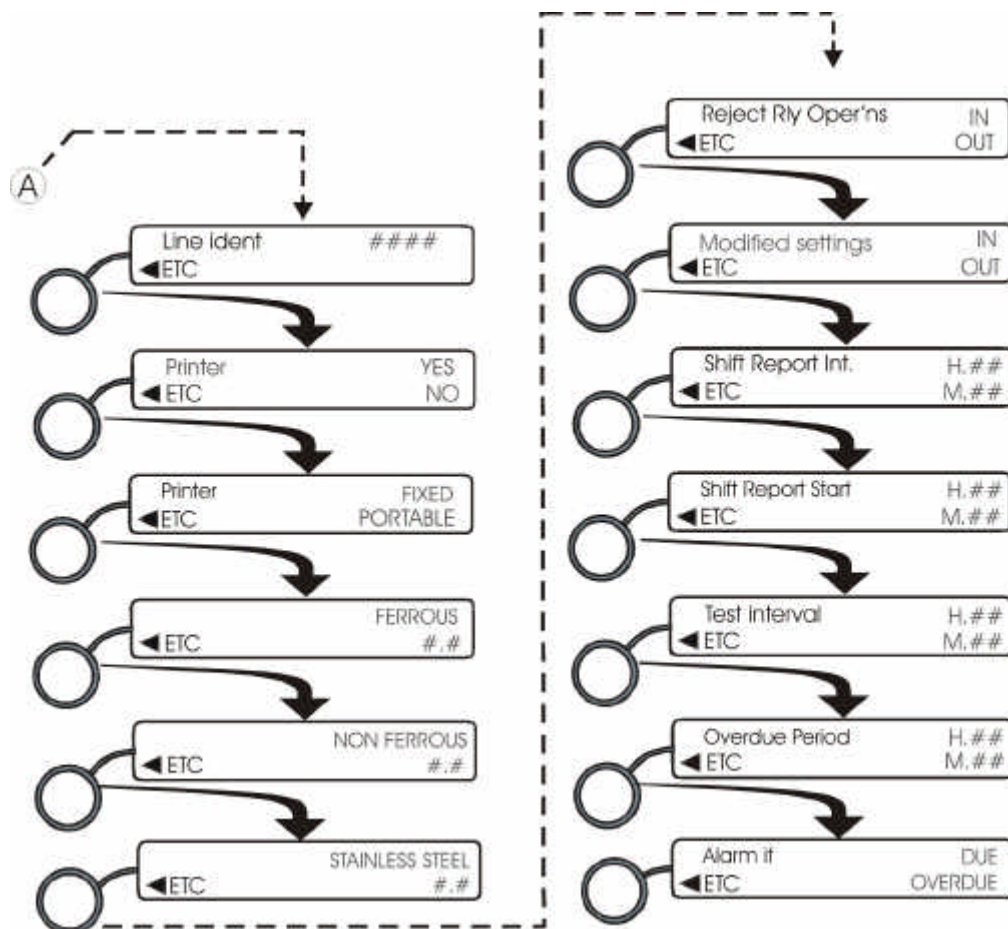 A
Line ident ####
◀ETC
Printer YES
◀ETC NO
Printer FIXED
◀ETC PORTABLE
FERROUS
◀ETC #.#
NON FERROUS
◀ETC #.#
STAINLESS STEEL
◀ETC #.#
Reject Rly Oper'ns IN
◀ETC OUT
Modified settings IN
◀ETC OUT
Shift Report Int. H.##
◀ETC M.##
Shift Report Start H.##
◀ETC M.##
Test interval H.##
◀ETC M.##
Overdue Period H.##
◀ETC M.##
Alarm if DUE
◀ETC OVERDUE